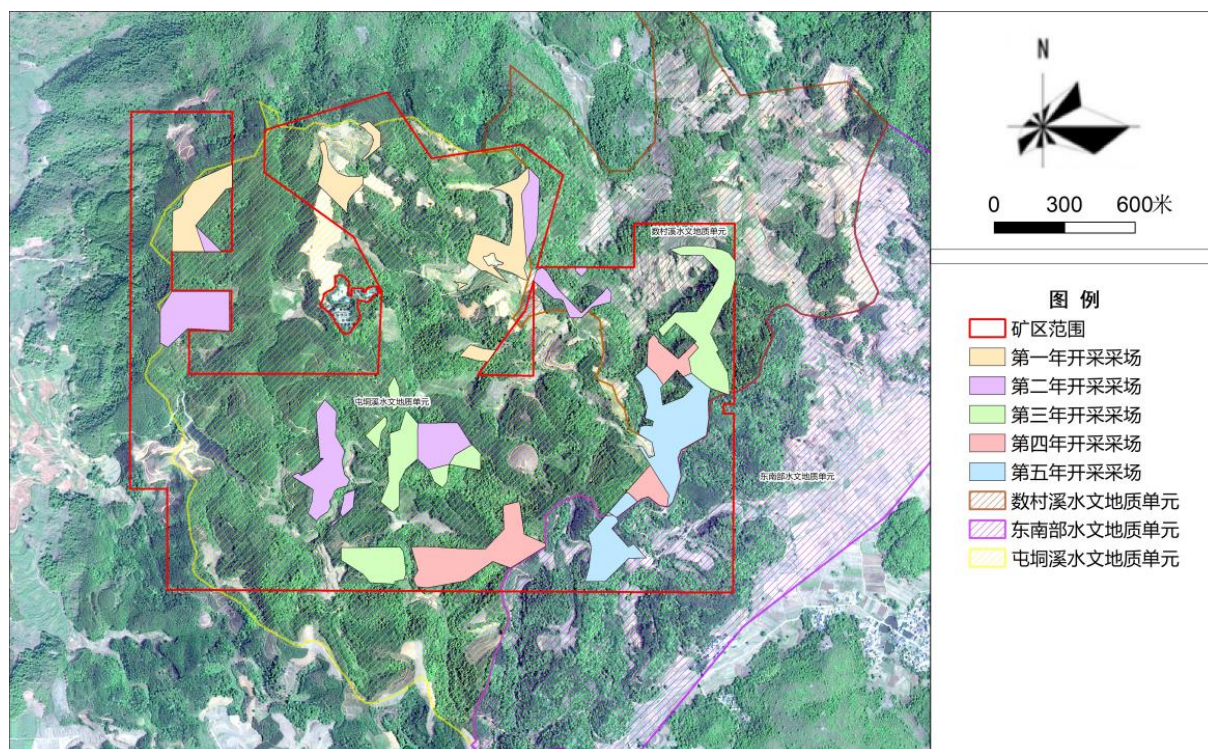 N
0 300 600米
数村溪水文地质单元
屯垌溪水文地质单元
东南部水文地质单元
图 例
矿区范围
第一年开采采场
第二年开采采场
第三年开采采场
第四年开采采场
第五年开采采场
数村溪水文地质单元
东南部水文地质单元
屯垌溪水文地质单元